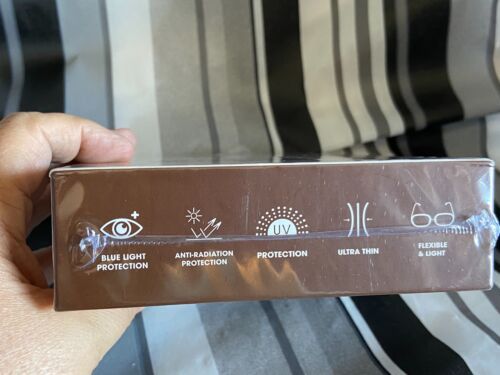 BLUE LIGHT
PROTECTION
ANTI-RADIATION
PROTECTION
UV
PROTECTION
ULTRA THIN
FLEXIBLE
& LIGHT